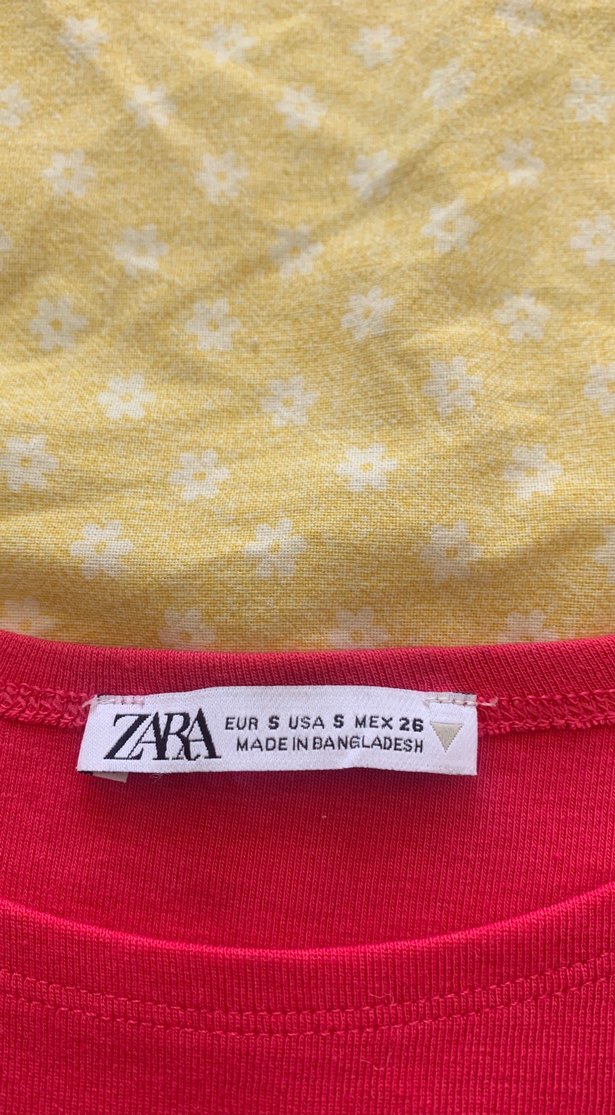 ZARA
EUR S USA S MEX 26
MADE IN BANGLADESH